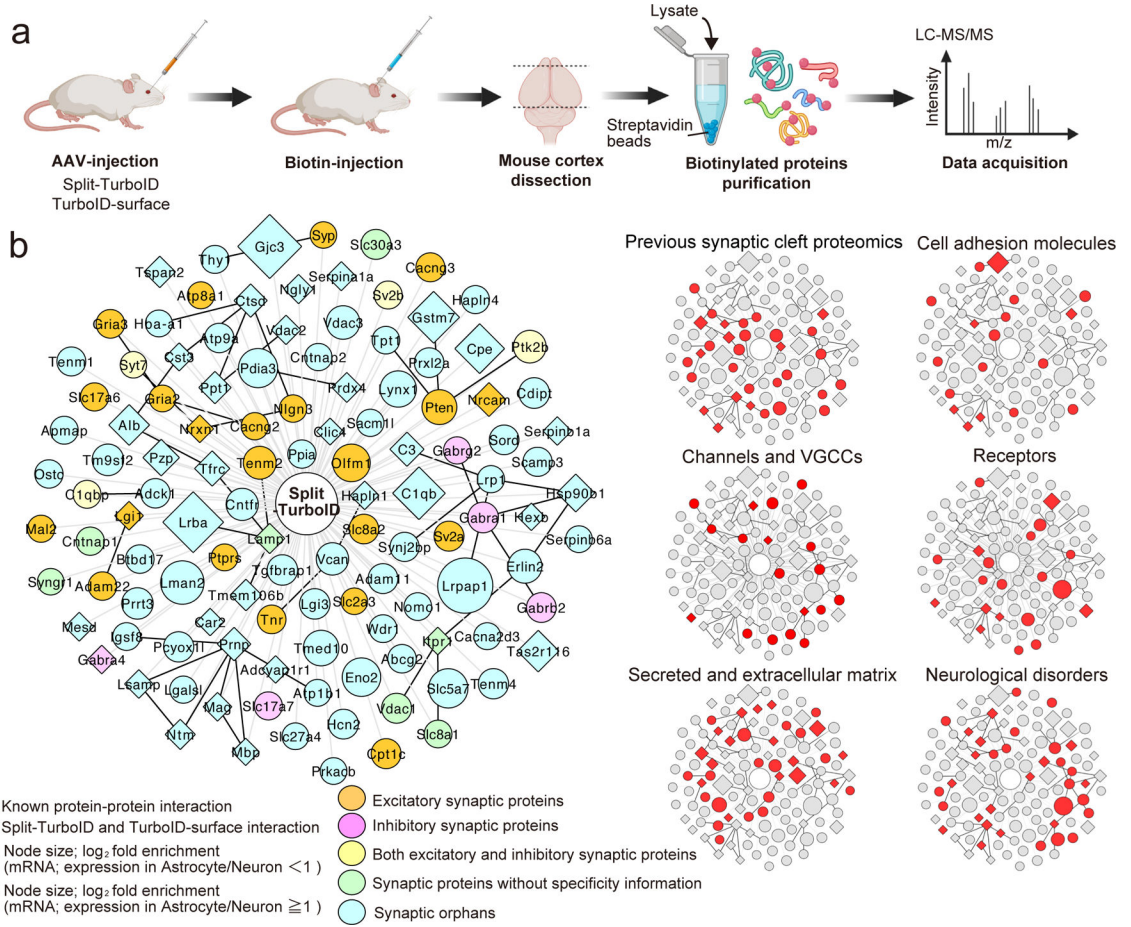 a
Lysate
LC-MS/MS
Intensity
m/z
Streptavidin
beads
AAV-injection
Split-TurboID
TurboID-surface
Biotin-injection
Mouse cortex
dissection
Biotinylated proteins
purification
Data acquisition
b
Gjc3
Syp
Slc30a3
Thy1
Tspan2
Serpina1a
Cacng3
Ngly1
Atp8a1
Ctsd
Sv2b
Hapln4
Gria3
Hba-a1
Vdac3
Gstm7
Vdac2
Atp9a
Tpt1
Ptk2b
Tenm1
Syt7
Cst3
Cntnap2
Prxl2a
Cpe
Pdia3
Slc17a6
Ppt1
Prdx4
Lynx1
Gria2
Nlgn3
Pten
Nrcam
Cdipt
Apmap
Alb
Nrxn1
Cacng2
Clic4
Sacm1l
Serpinb1a
Ostc
Tm9sf2
Pzp
Tfrc
Tenm2
Ppia
Olfm1
C3
Gabrg2
Sord
Scamp3
C1qbp
Adck1
Cntfr
Split
-TurboID
Hapln1
C1qb
Lrp1
Hsp90b1
Mal2
Lgi1
Lrba
Gabra1
Hexb
Cntnap1
Lamp1
Slc8a2
Sv2a
Serpinb6a
Btbd17
Ptprs
Vcan
Synj2bp
Syngr1
Adam22
Lman2
Tgfbrap1
Adam11
Lrpap1
Erlin2
Prrt3
Tmem106b
Lgi3
Slc2a3
Nomo1
Gabrb2
Mesd
Car2
Tnr
Wdr1
Igsf8
Pcyox1l
Prnp
Tmed10
Abcg2
Itpr1
Cacna2d3
Tas2r116
Gabra4
Adcyap1r1
Eno2
Lsamp
Lgalsl
Atp1b1
Slc5a7
Tenm4
Mag
Slc17a7
Hcn2
Vdac1
Ntm
Mbp
Slc27a4
Slc8a1
Cpt1c
Prkacb
Previous synaptic cleft proteomics
Cell adhesion molecules
Channels and VGCCs
Receptors
Secreted and extracellular matrix
Neurological disorders
Known protein-protein interaction
Split-TurboID and TurboID-surface interaction
Node size; log₂ fold enrichment
(mRNA; expression in Astrocyte/Neuron <1)
Node size; log₂ fold enrichment
(mRNA; expression in Astrocyte/Neuron ≧1 )
Excitatory synaptic proteins
Inhibitory synaptic proteins
Both excitatory and inhibitory synaptic proteins
Synaptic proteins without specificity information
Synaptic orphans